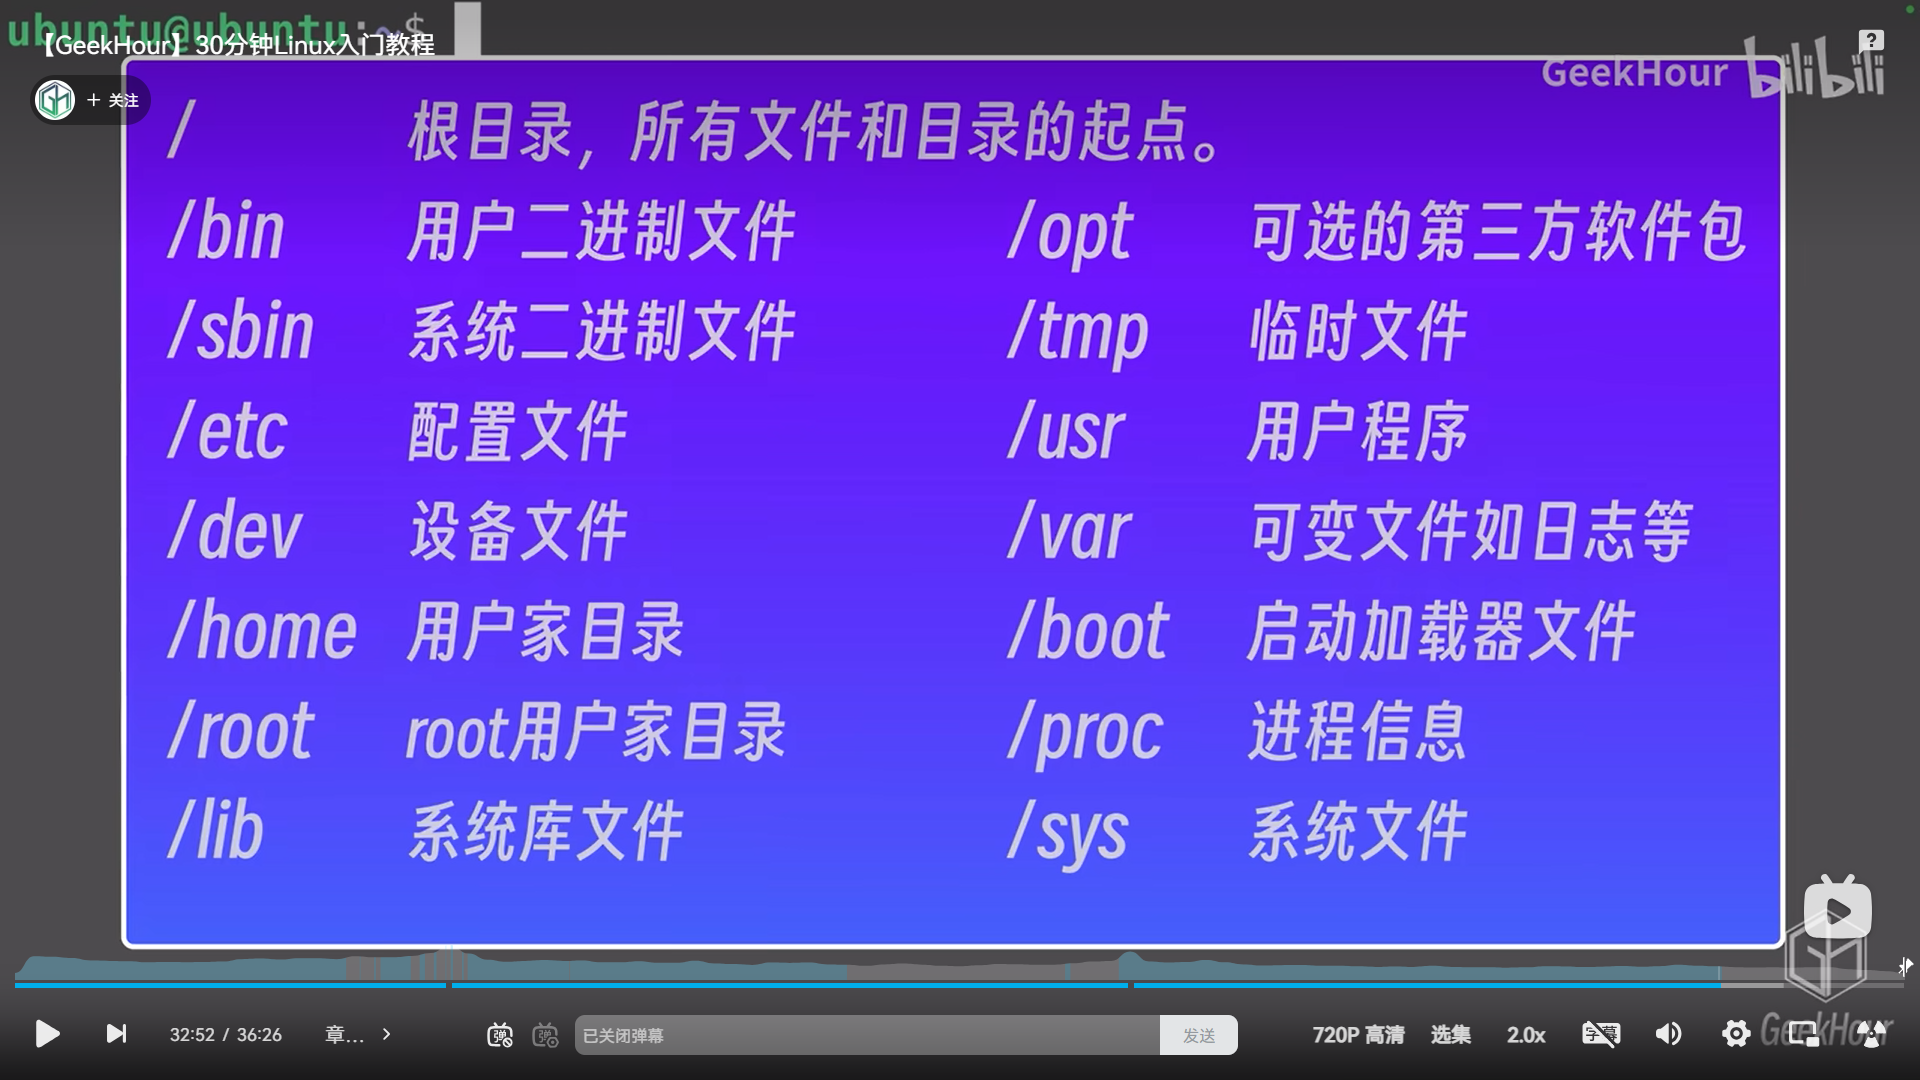 ubuntu@ubuntu:~$
【GeekHour】30分钟Linux入门教程
+ 关注
GeekHour bilibili
/ 根目录，所有文件和目录的起点。
/bin 用户二进制文件 /opt 可选的第三方软件包
/sbin 系统二进制文件 /tmp 临时文件
/etc 配置文件 /usr 用户程序
/dev 设备文件 /var 可变文件如日志等
/home 用户家目录 /boot 启动加载器文件
/root root用户家目录 /proc 进程信息
/lib 系统库文件 /sys 系统文件
32:52 / 36:26 章... 弹 弹 已关闭弹幕 发送 720P 高清 选集 2.0x 字幕 GeekHour